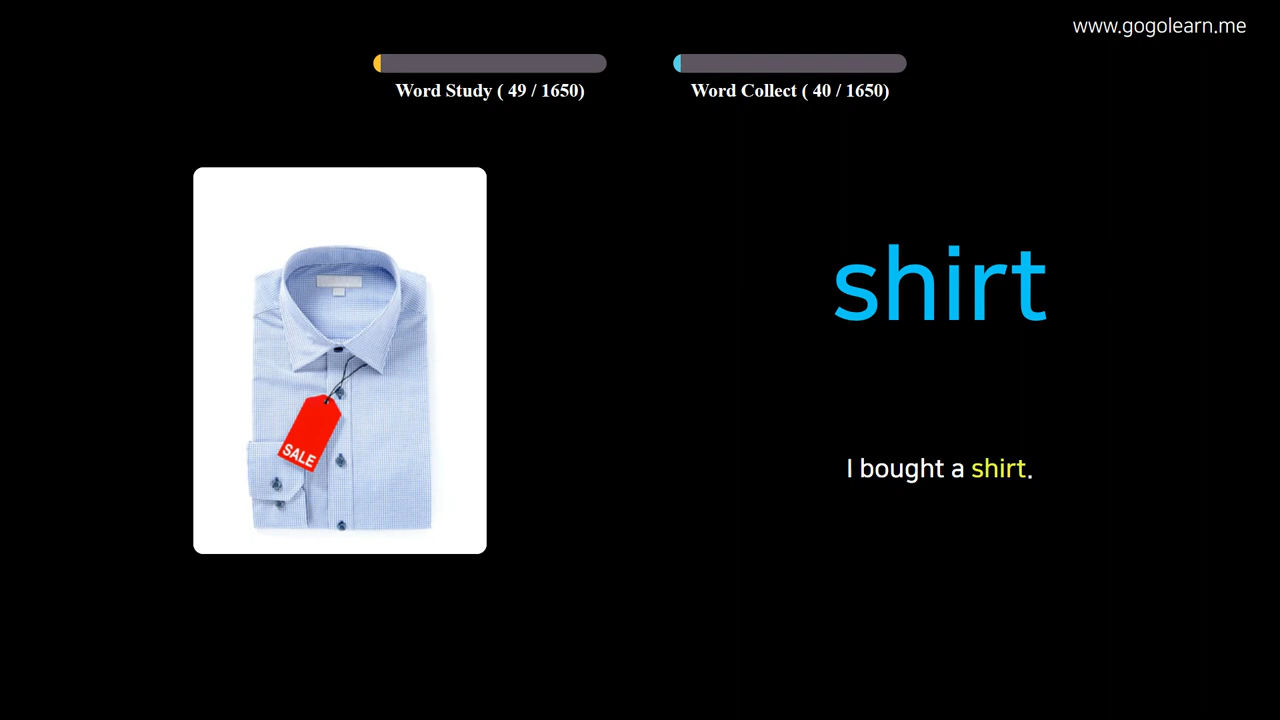 www.gogolearn.me
Word Study ( 49 / 1650)
Word Collect ( 40 / 1650)
shirt
SALE
I bought a shirt.